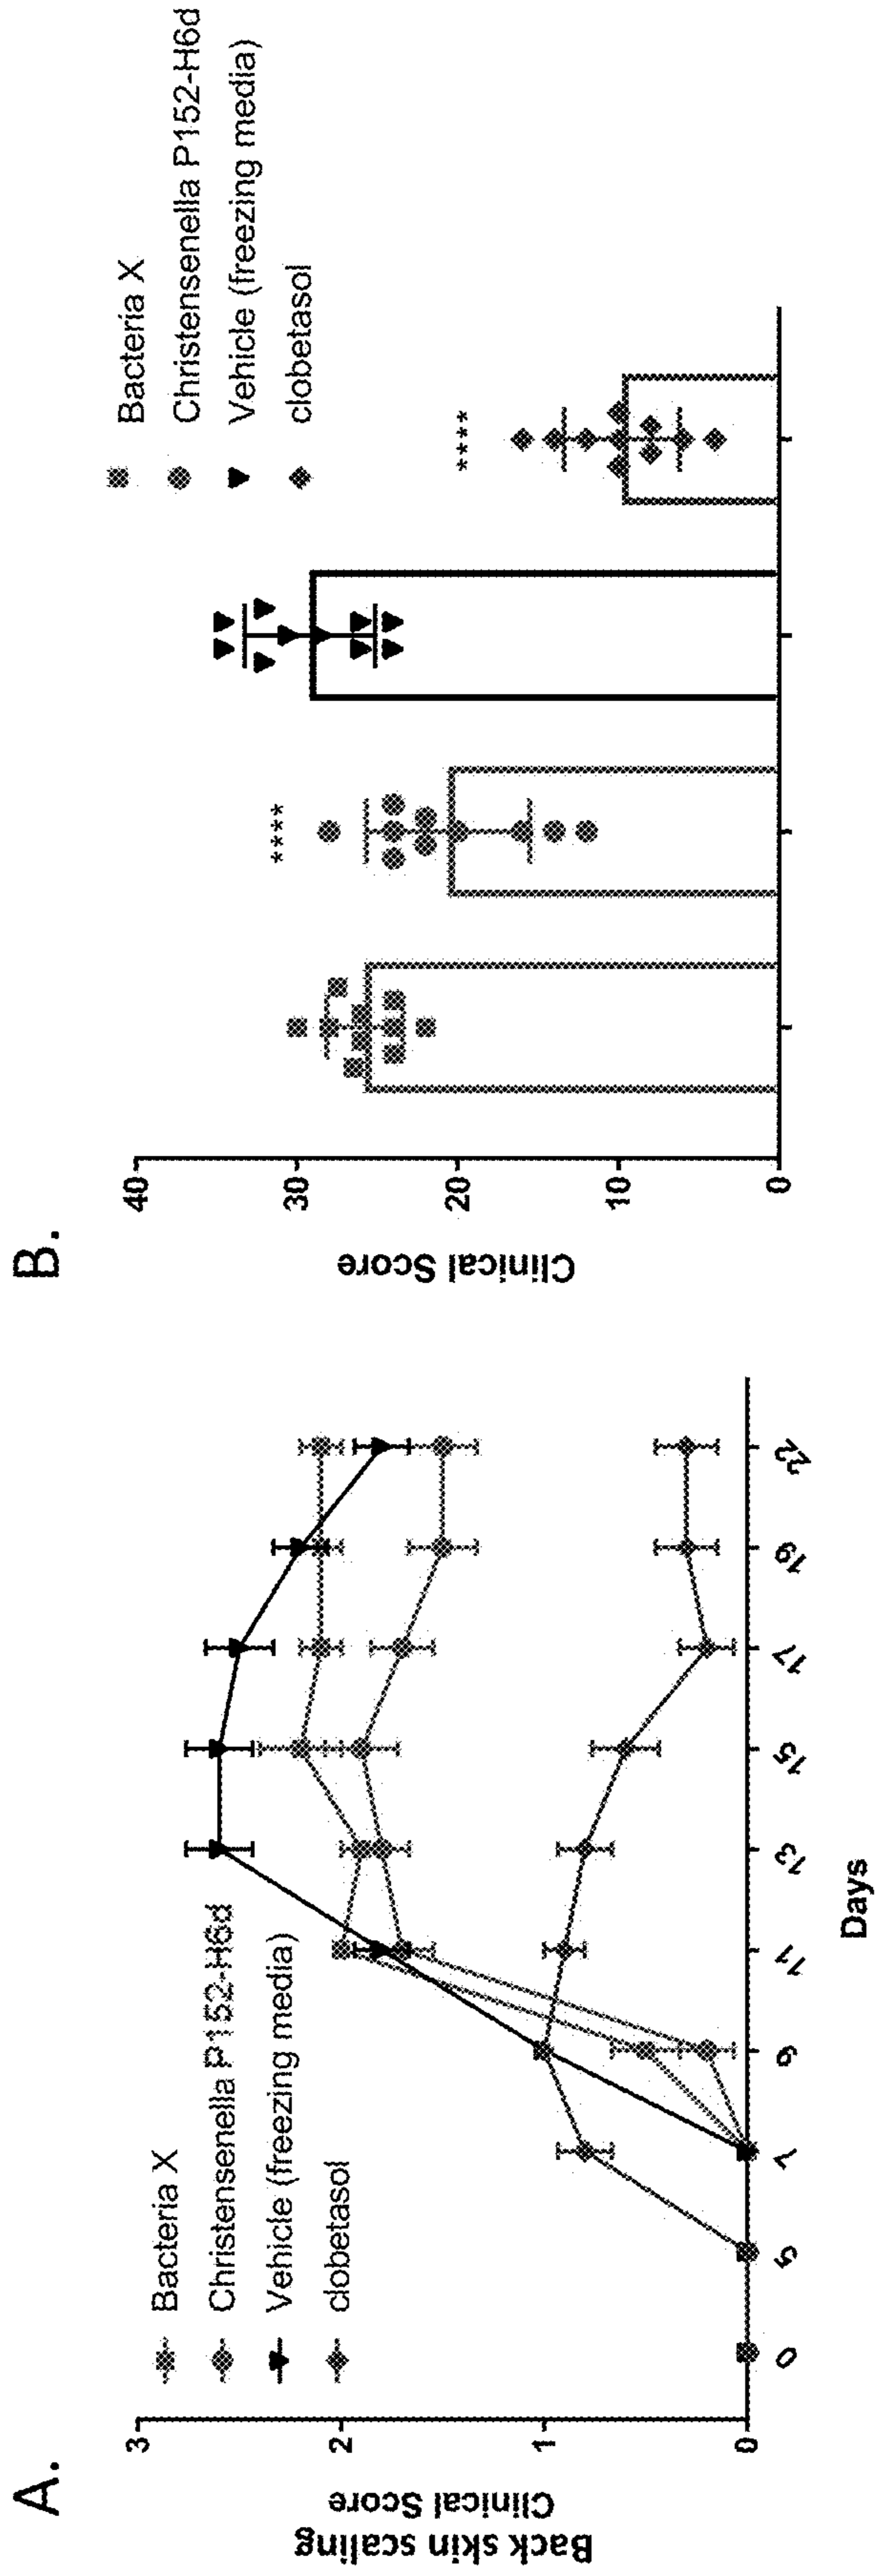 A.
Bacteria X
Christensenella P152-H6d
Vehicle (freezing media)
clobetasol
Back skin scaling
Clinical Score
3
2
1
0
0 5 7 9 11 13 15 17 19 22
Days
B.
Bacteria X
Christensenella P152-H6d
Vehicle (freezing media)
clobetasol
Clinical Score
40
30
20
10
0
****
****